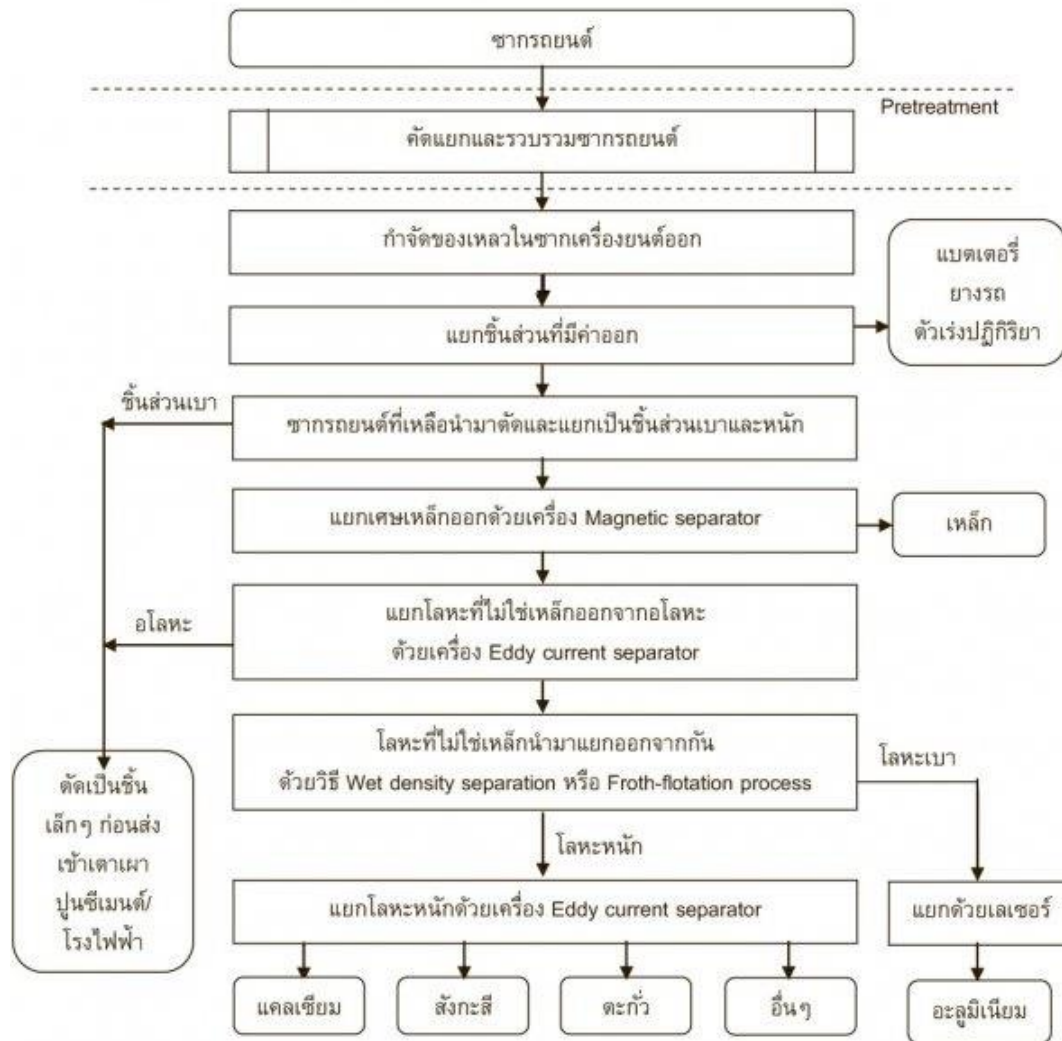 ซากรถยนต์
Pretreatment
คัดแยกและรวบรวมซากรถยนต์
กำจัดของเหลวในซากเครื่องยนต์ออก
แบตเตอรี่
ยางรถ
ตัวเร่งปฏิกิริยา
แยกชิ้นส่วนที่มีค่าออก
ชิ้นส่วนเบา
ซากรถยนต์ที่เหลือนำมาตัดและแยกเป็นชิ้นส่วนเบาและหนัก
แยกเศษเหล็กออกด้วยเครื่อง Magnetic separator
เหล็ก
แยกโลหะที่ไม่ใช่เหล็กออกจากอโลหะ
ด้วยเครื่อง Eddy current separator
อโลหะ
โลหะที่ไม่ใช่เหล็กนำมาแยกออกจากกัน
ด้วยวิธี Wet density separation หรือ Froth-flotation process
โลหะเบา
ตัดเป็นชิ้น
เล็กๆ ก่อนส่ง
เข้าเตาเผา
ปูนซีเมนต์/
โรงไฟฟ้า
โลหะหนัก
แยกโลหะหนักด้วยเครื่อง Eddy current separator
แยกด้วยเลเซอร์
แคลเซียม
สังกะสี
ตะกั่ว
อื่นๆ
อะลูมิเนียม